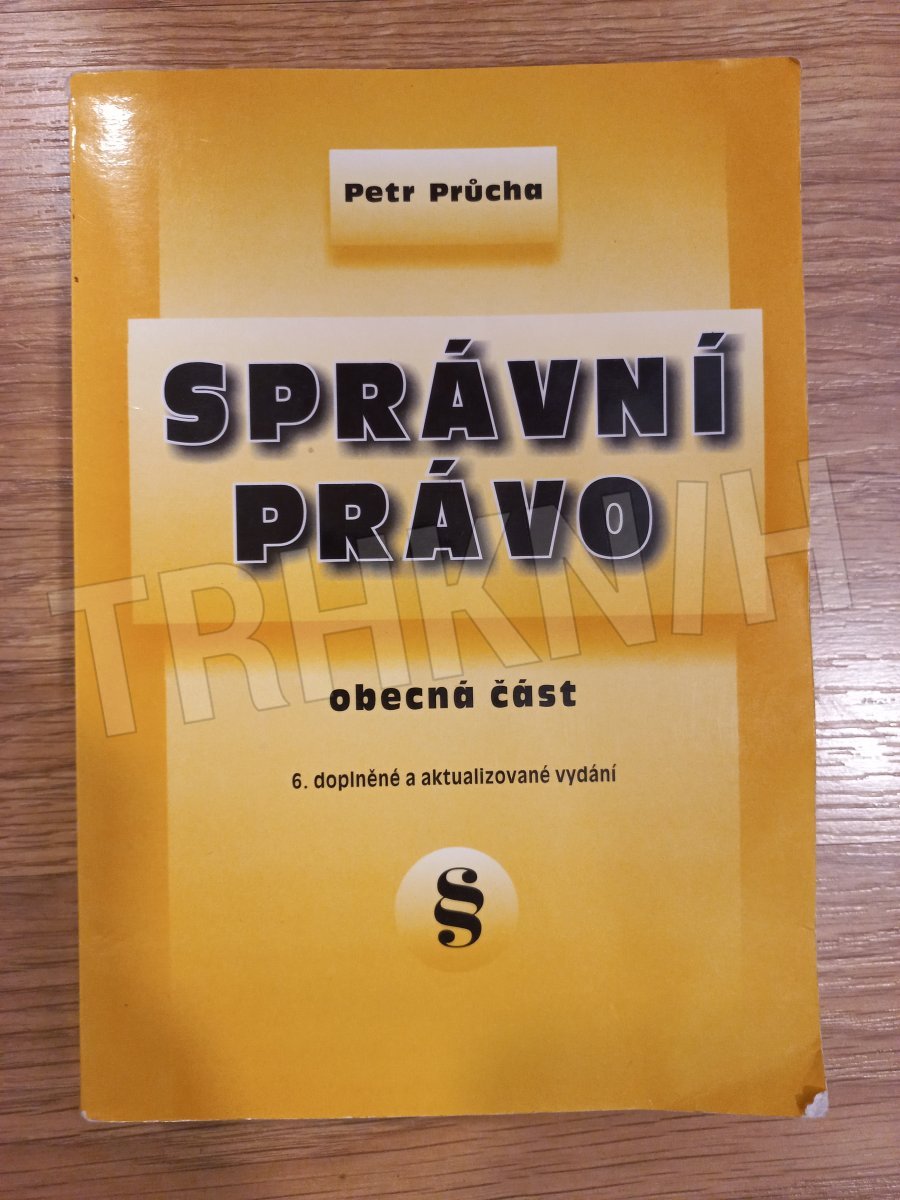 Petr Průcha
SPRÁVNÍ
PRÁVO
TRHKNIH
obecná část
6. doplněné a aktualizované vydání
§